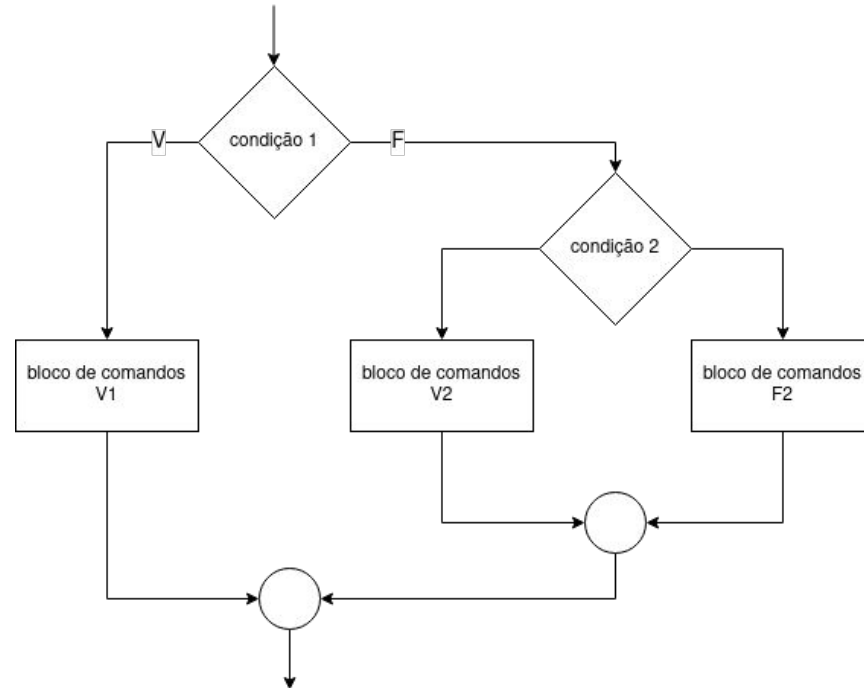 condição 1
V
F
condição 2
bloco de comandos
V1
bloco de comandos
V2
bloco de comandos
F2